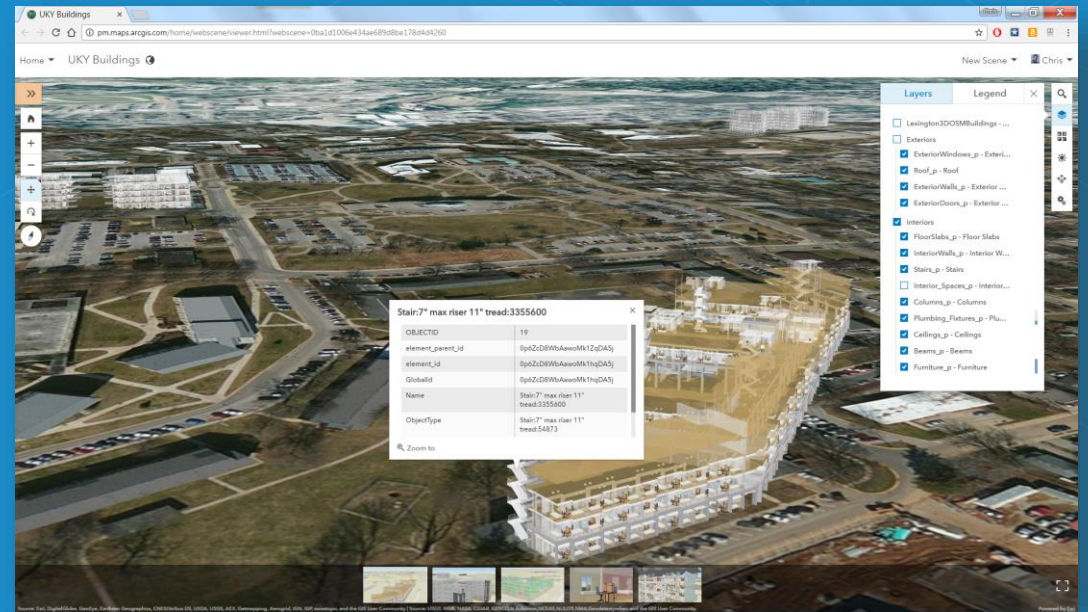 UKY Buildings
pm.maps.arcgis.com/home/webscene/viewer.html?webscene=0ba1d1006e434ae689d8be178d4d4260
Home UKY Buildings
New Scene Chris
Layers Legend
Lexington3DOSMBuildings - ...
Exteriors
ExteriorWindows_p - Exteri...
Roof_p - Roof
ExteriorWalls_p - Exterior ...
ExteriorDoors_p - Exterior ...
Interiors
FloorSlabs_p - Floor Slabs
InteriorWalls_p - Interior W...
Stairs_p - Stairs
Interior_Spaces_p - Interior...
Columns_p - Columns
Plumbing_Fixtures_p - Plu...
Ceilings_p - Ceilings
Beams_p - Beams
Furniture_p - Furniture
Stair:7" max riser 11" tread:3355600
OBJECTID 19
element_parent_id 0p6ZcD8WbAawoMk1ZqDA5j
element_id 0p6ZcD8WbAawoMk1hqDA5j
GlobalId 0p6ZcD8WbAawoMk1hqDA5j
Name Stair:7" max riser 11"
tread:3355600
ObjectType Stair:7" max riser 11"
tread:54873
Zoom to
Powered by Esri